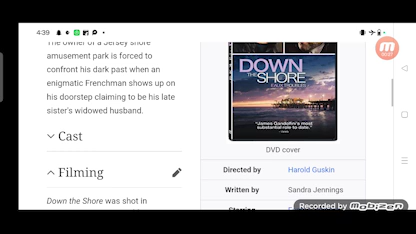 4:39
The owner of a Jersey shore
amusement park is forced to
confront his dark past when an
enigmatic Frenchman shows up on
his doorstep claiming to be his late
sister's widowed husband.
Cast
Filming
Down the Shore was shot in
DOWN
THE
SHORE
EAUX TROUBLES
"James Gandolfini's most
substantial role to date."
DVD cover
Directed by Harold Guskin
Written by Sandra Jennings
Recorded by MOBIZEN